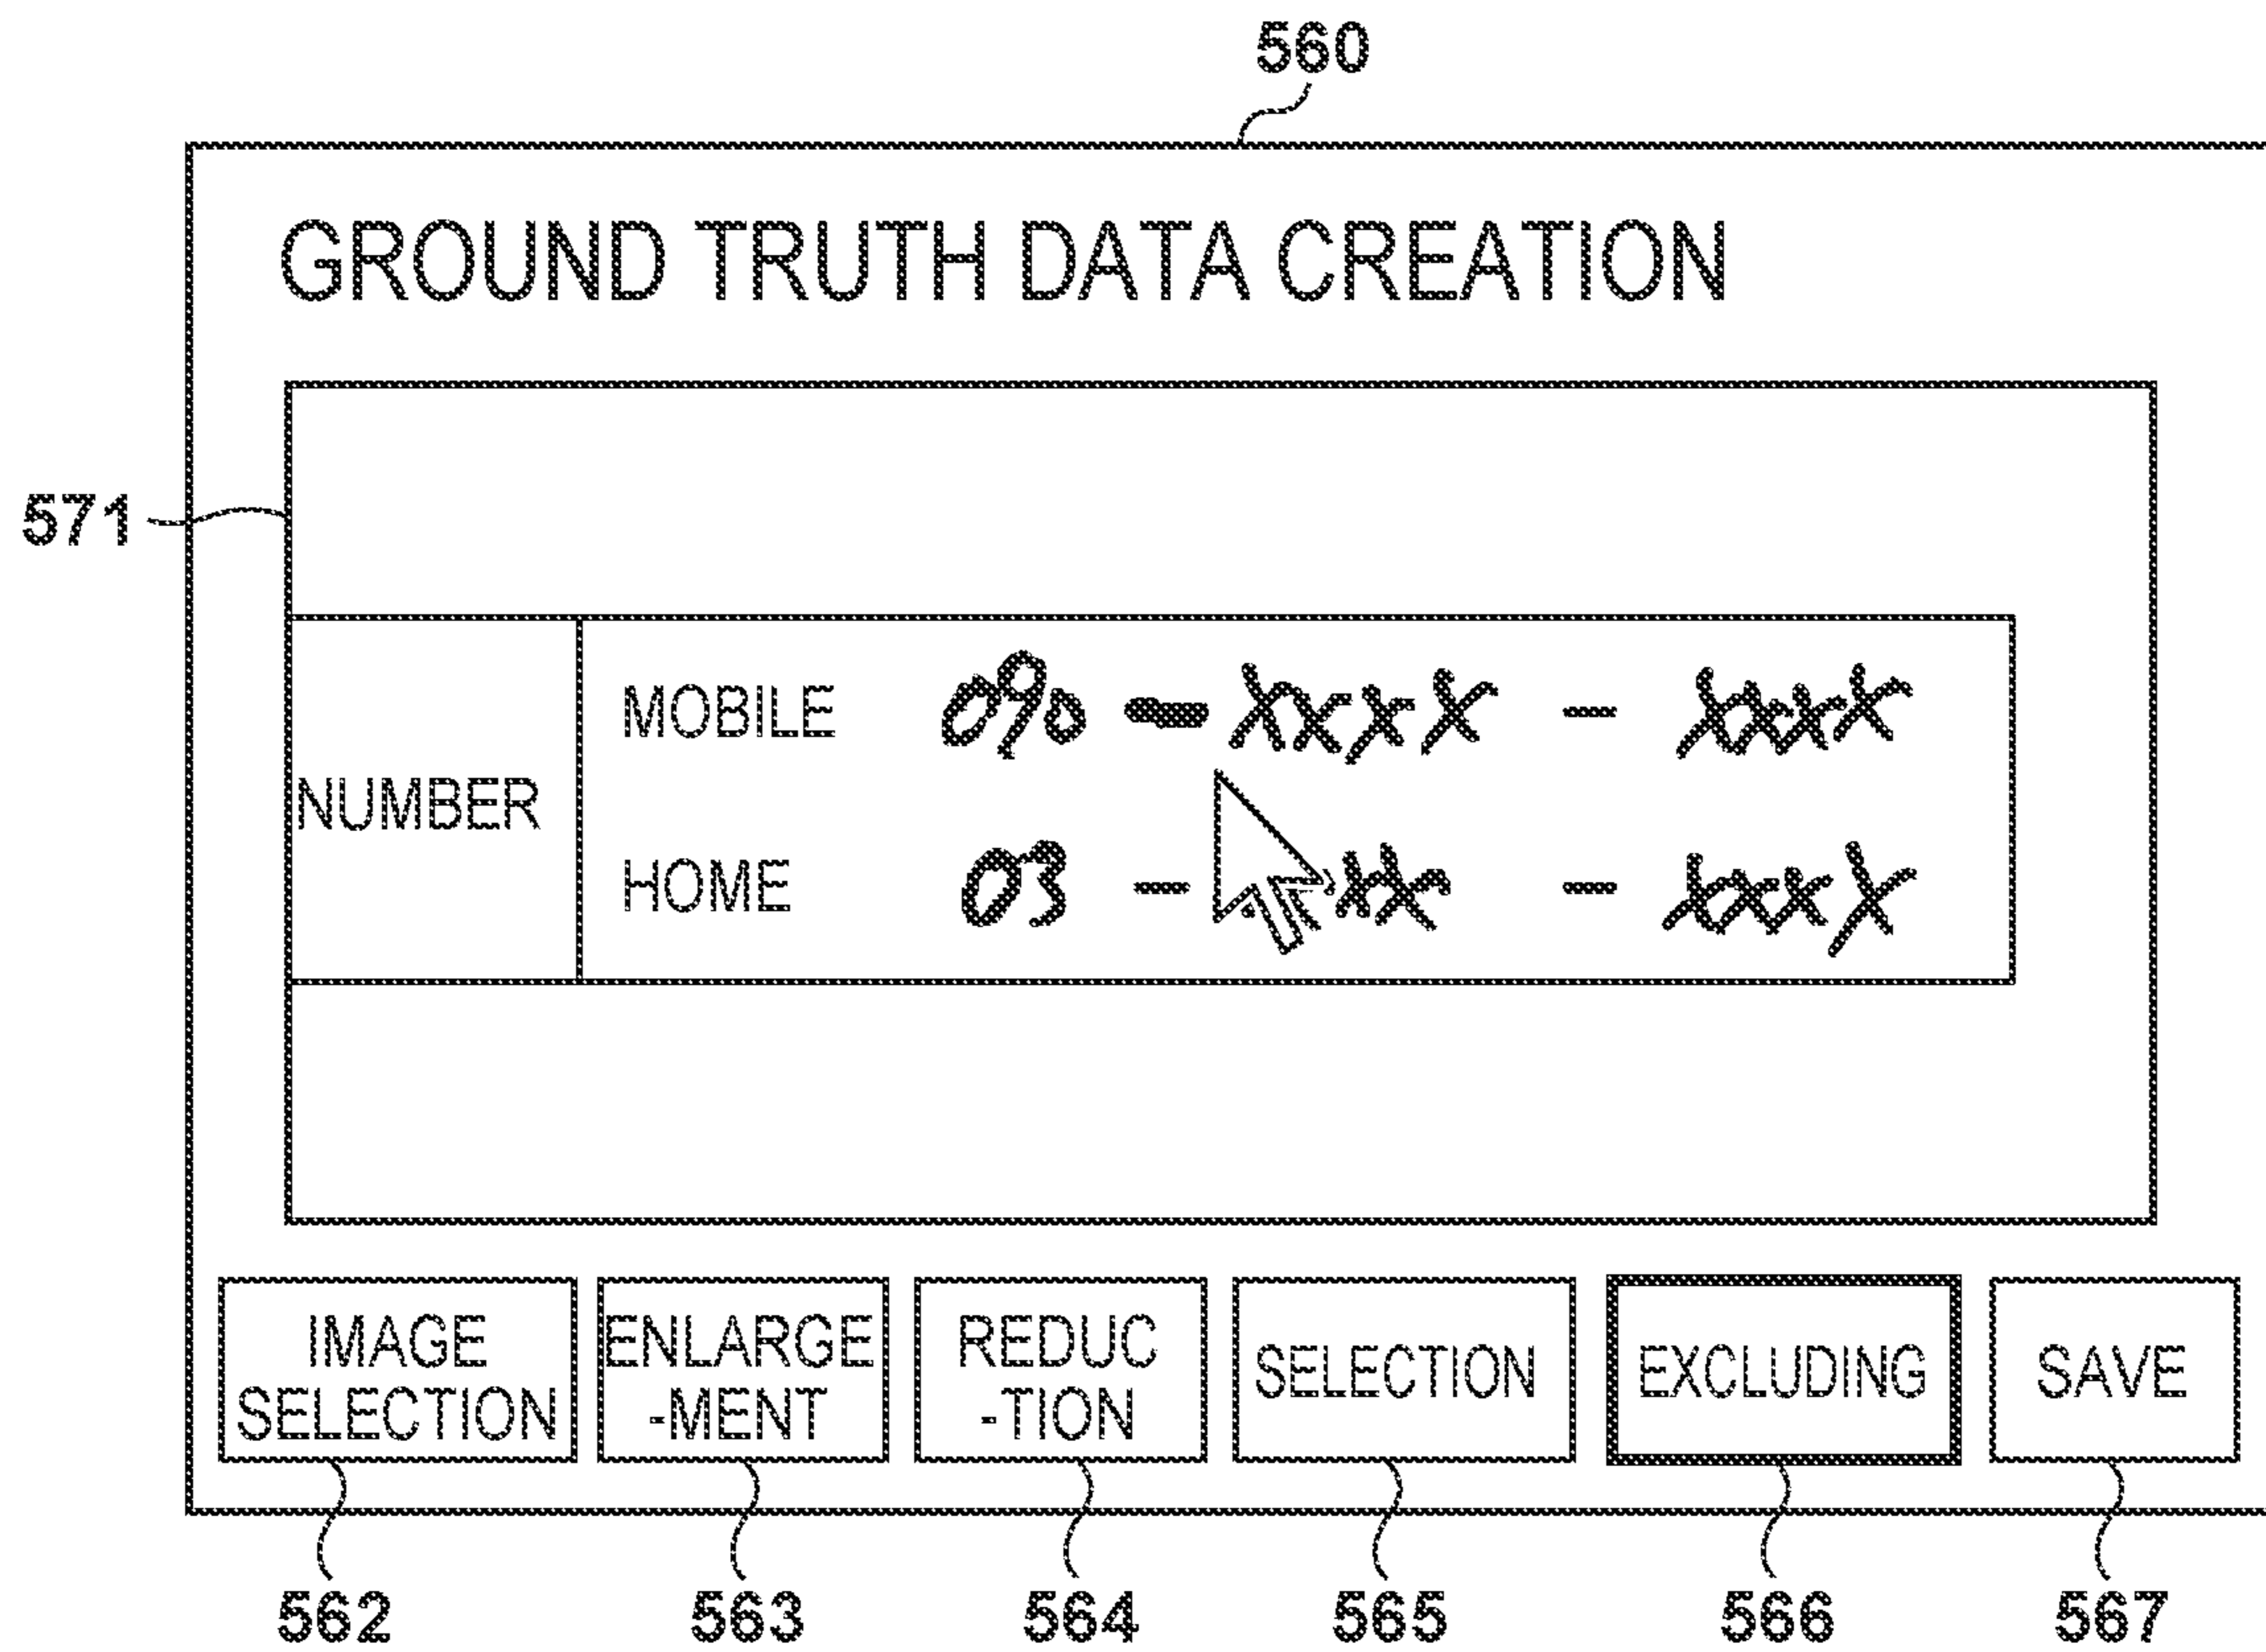 560
GROUND TRUTH DATA CREATION
571
NUMBER
MOBILE 090 - xxxx - xxxx
HOME 03 - xx - xxxx
IMAGE SELECTION
ENLARGE-MENT
REDUC-TION
SELECTION
EXCLUDING
SAVE
562 563 564 565 566 567